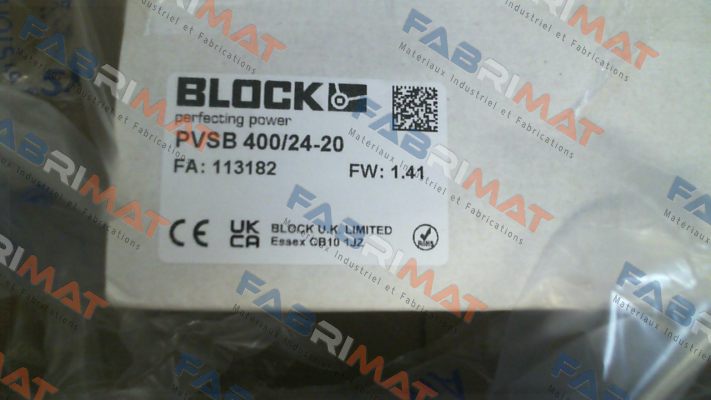 BLOCK
perfecting power
PVSB 400/24-20
FA: 113182 FW: 1.41
CE UK CA BLOCK U.K. LIMITED
Essex CB10 1JZ
RoHS
FABRIMAT
Materiaux Industriel et Fabrications